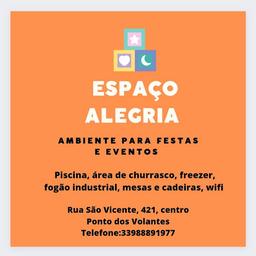 ESPAÇO
ALEGRIA
AMBIENTE PARA FESTAS
E EVENTOS
Piscina, área de churrasco, freezer,
fogão industrial, mesas e cadeiras, wifi
Rua São Vicente, 421, centro
Ponto dos Volantes
Telefone:33988891977